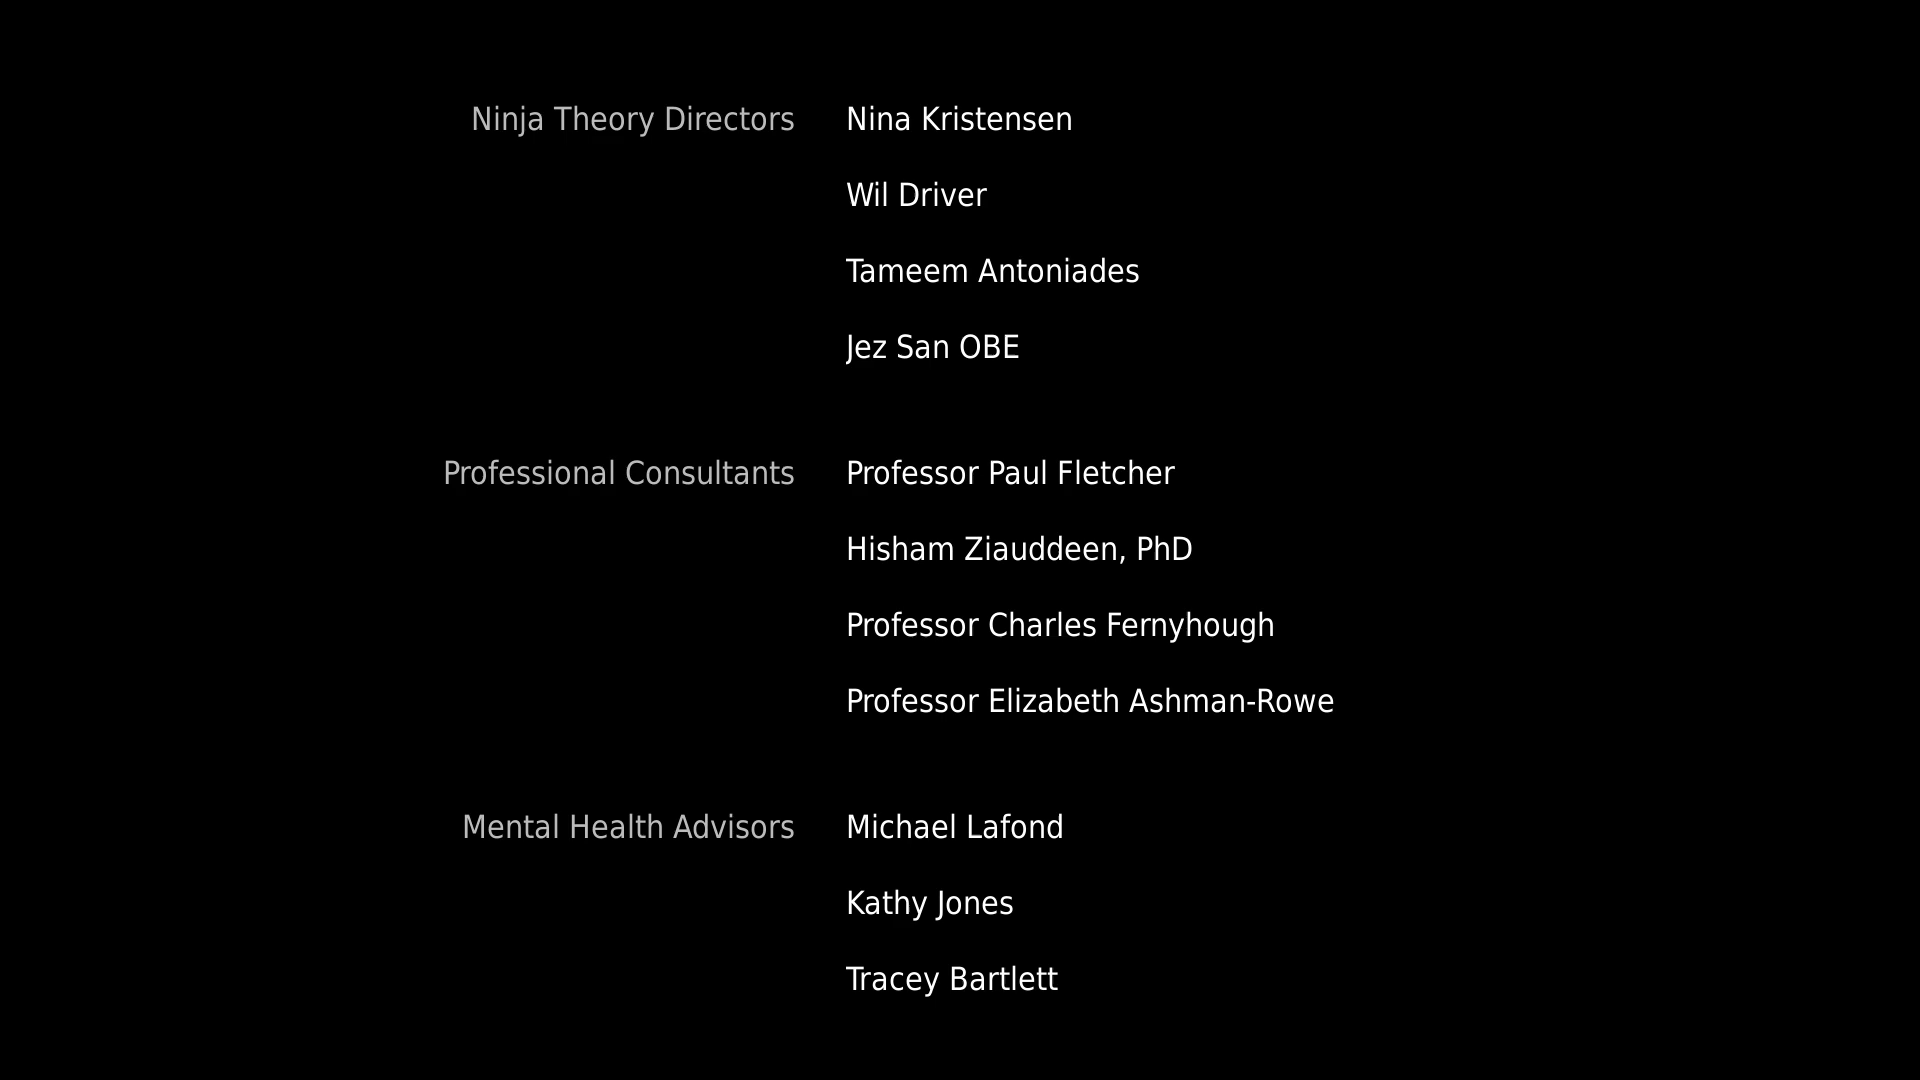 Ninja Theory Directors Nina Kristensen
Wil Driver
Tameem Antoniades
Jez San OBE
Professional Consultants Professor Paul Fletcher
Hisham Ziauddeen, PhD
Professor Charles Fernyhough
Professor Elizabeth Ashman-Rowe
Mental Health Advisors Michael Lafond
Kathy Jones
Tracey Bartlett